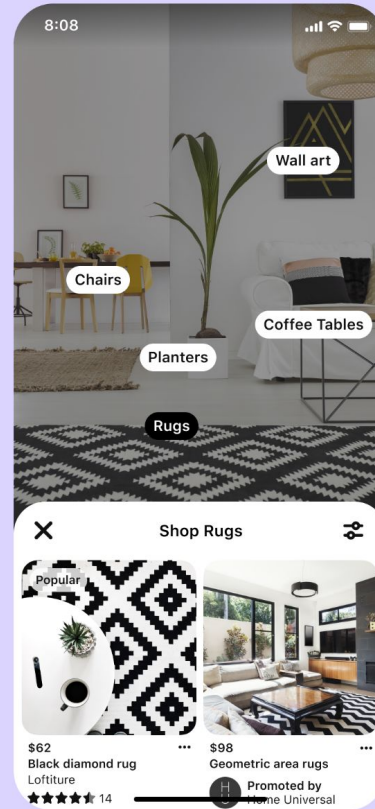 8:08
Wall art
Chairs
Coffee Tables
Planters
Rugs
Shop Rugs
Popular
$62
Black diamond rug
Loftiture
14
$98
Geometric area rugs
Promoted by
Home Universal